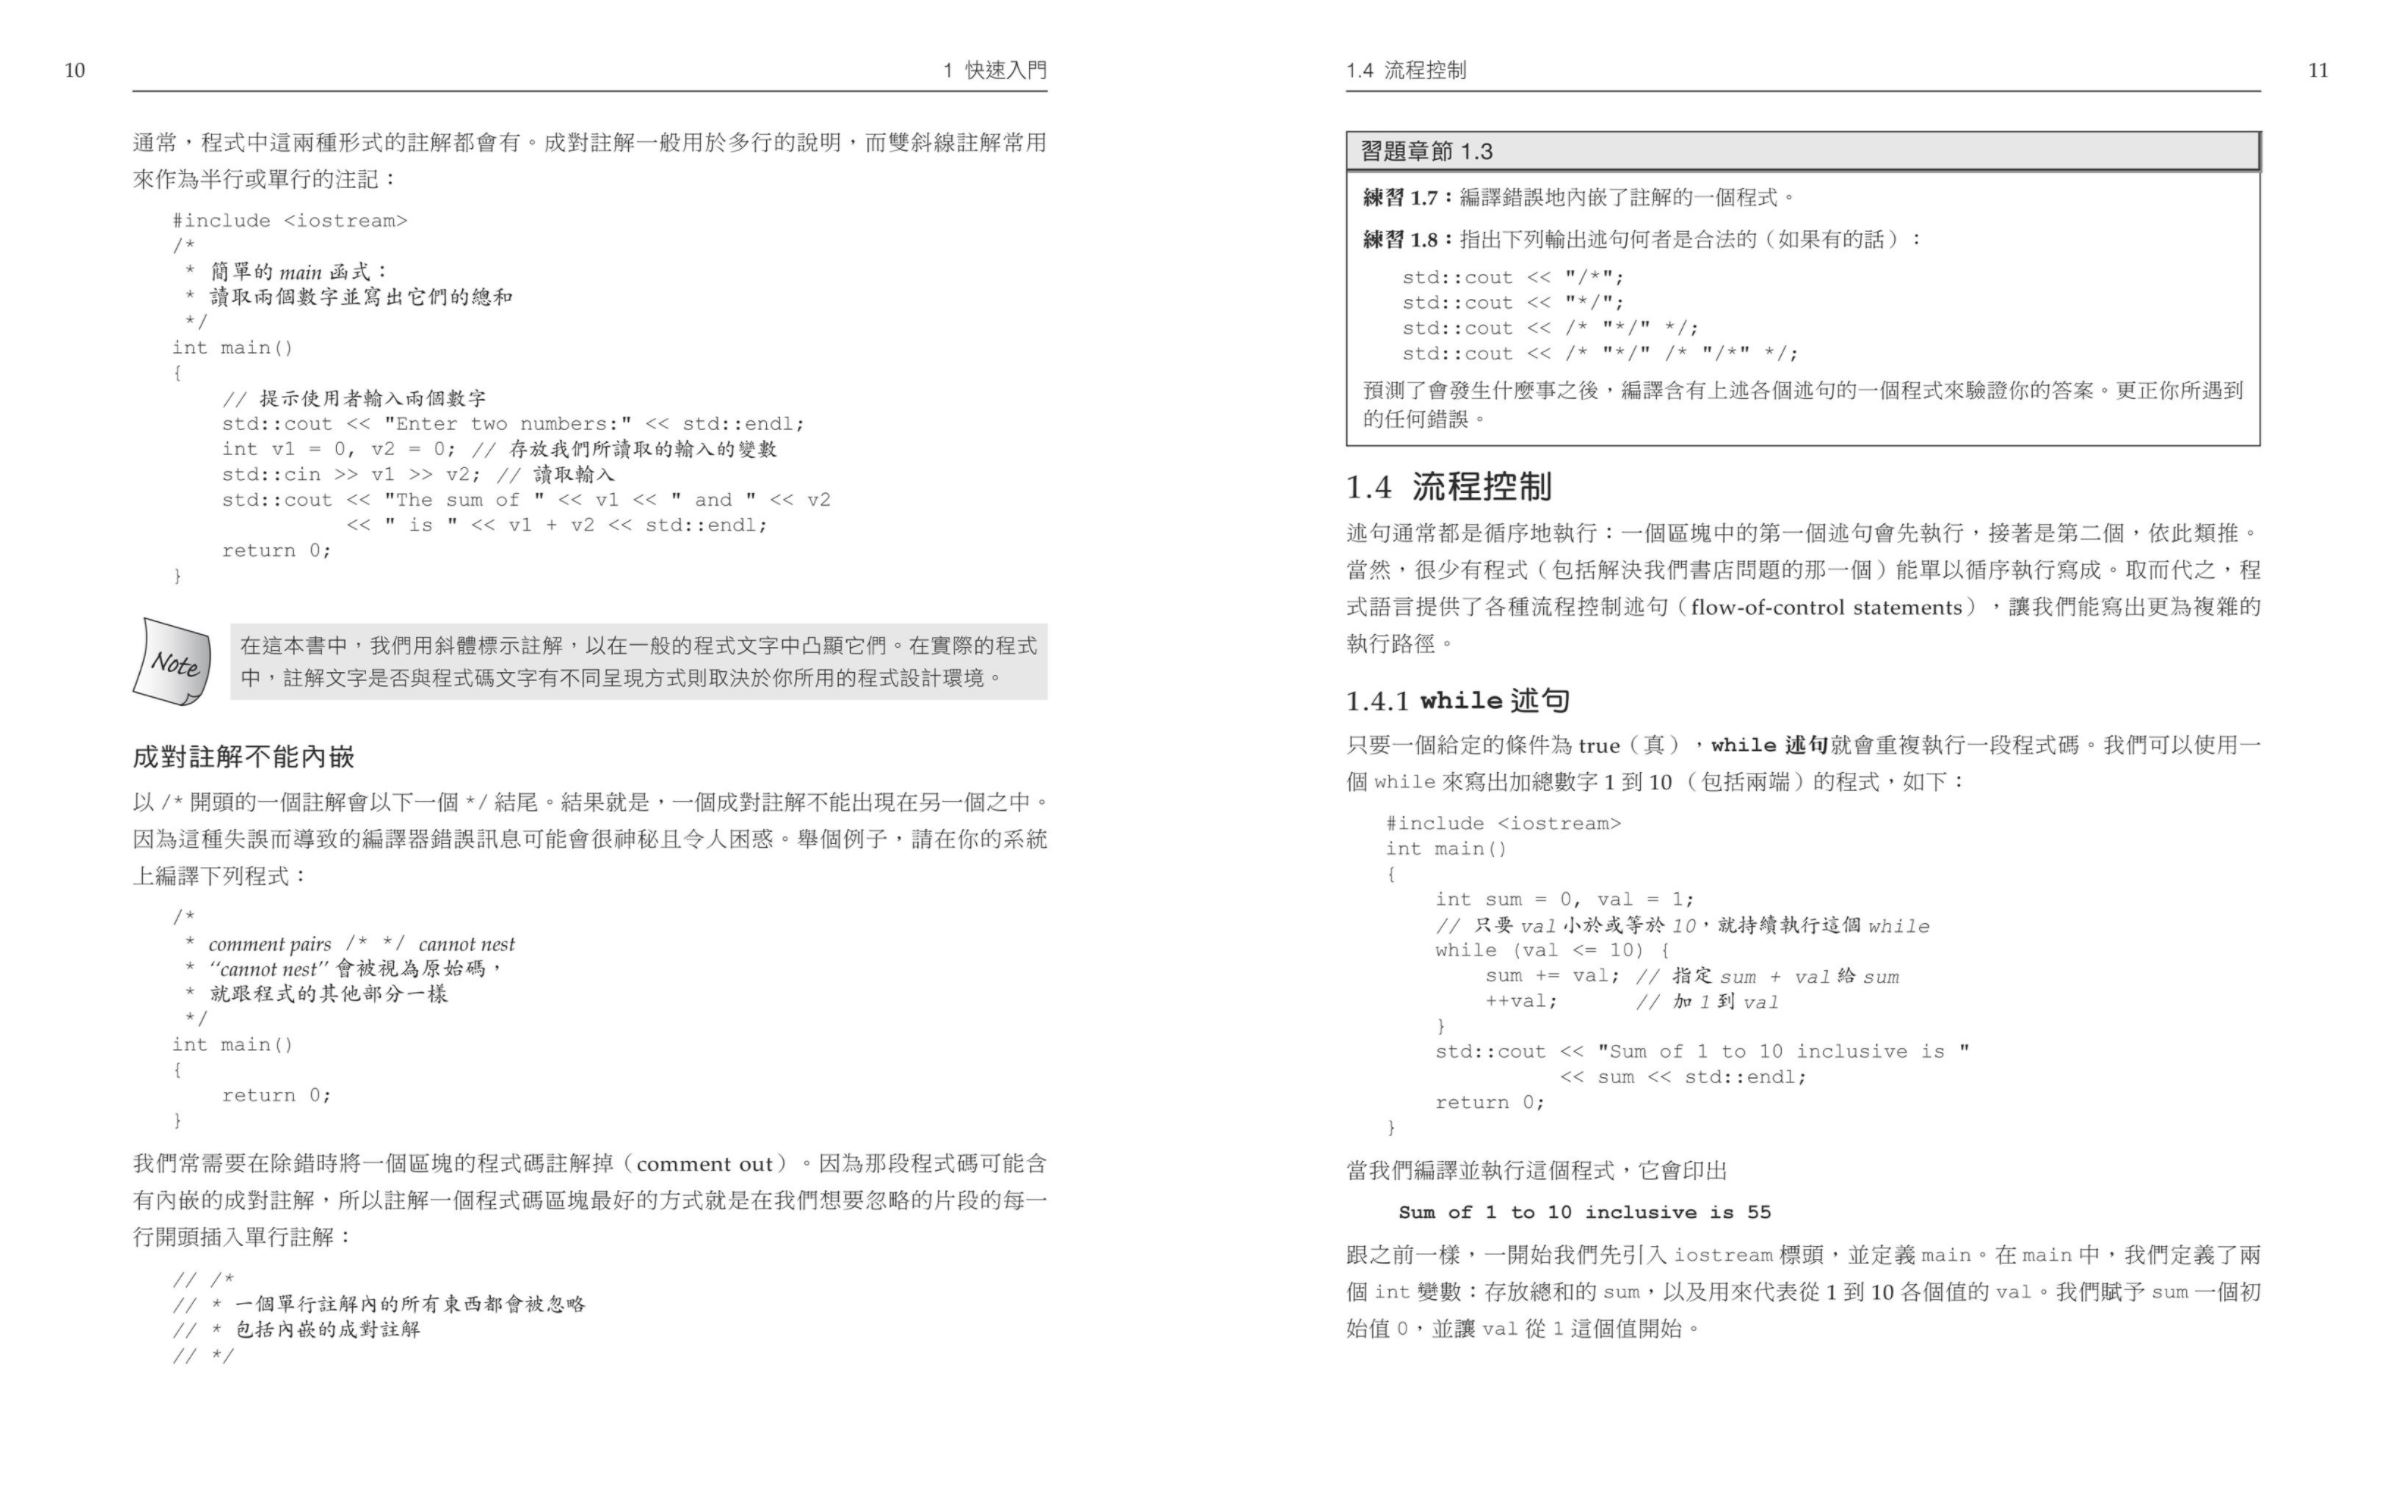 10
1 快速入門
通常，程式中這兩種形式的註解都會有。成對註解一般用於多行的說明，而雙斜線註解常用
來作為半行或單行的注記：
#include <iostream>
/*
 * 簡單的 main 函式：
 * 讀取兩個數字並寫出它們的總和
 */
int main()
{
    // 提示使用者輸入兩個數字
    std::cout << "Enter two numbers:" << std::endl;
    int v1 = 0, v2 = 0; // 存放我們所讀取的輸入的變數
    std::cin >> v1 >> v2; // 讀取輸入
    std::cout << "The sum of " << v1 << " and " << v2
              << " is " << v1 + v2 << std::endl;
    return 0;
}
Note
在這本書中，我們用斜體標示註解，以在一般的程式文字中凸顯它們。在實際的程式
中，註解文字是否與程式碼文字有不同呈現方式則取決於你所用的程式設計環境。
成對註解不能內嵌
以 /* 開頭的一個註解會以下一個 */ 結尾。結果就是，一個成對註解不能出現在另一個之中。
因為這種失誤而導致的編譯器錯誤訊息可能會很神秘且令人困惑。舉個例子，請在你的系統
上編譯下列程式：
/*
 * comment pairs /* */ cannot nest
 * ‘‘cannot nest’’ 會被視為原始碼，
 * 就跟程式的其他部分一樣
 */
int main()
{
    return 0;
}
我們常需要在除錯時將一個區塊的程式碼註解掉（comment out）。因為那段程式碼可能含
有內嵌的成對註解，所以註解一個程式碼區塊最好的方式就是在我們想要忽略的片段的每一
行開頭插入單行註解：
// /*
// * 一個單行註解內的所有東西都會被忽略
// * 包括內嵌的成對註解
// */
1.4 流程控制
11
習題章節 1.3
練習 1.7：編譯錯誤地內嵌了註解的一個程式。
練習 1.8：指出下列輸出述句何者是合法的（如果有的話）：
std::cout << "/*";
std::cout << "*/";
std::cout << /* "*/" */;
std::cout << /* "*/" /* "/*" */;
預測了會發生什麼事之後，編譯含有上述各個述句的一個程式來驗證你的答案。更正你所遇到
的任何錯誤。
1.4 流程控制
述句通常都是循序地執行：一個區塊中的第一個述句會先執行，接著是第二個，依此類推。
當然，很少有程式（包括解決我們書店問題的那一個）能單以循序執行寫成。取而代之，程
式語言提供了各種流程控制述句（flow-of-control statements），讓我們能寫出更為複雜的
執行路徑。
1.4.1 while 述句
只要一個給定的條件為 true（真），while 述句就會重複執行一段程式碼。我們可以使用一
個 while 來寫出加總數字 1 到 10 （包括兩端）的程式，如下：
#include <iostream>
int main()
{
    int sum = 0, val = 1;
    // 只要 val 小於或等於 10，就持續執行這個 while
    while (val <= 10) {
        sum += val; // 指定 sum + val 給 sum
        ++val;      // 加 1 到 val
    }
    std::cout << "Sum of 1 to 10 inclusive is "
              << sum << std::endl;
    return 0;
}
當我們編譯並執行這個程式，它會印出
Sum of 1 to 10 inclusive is 55
跟之前一樣，一開始我們先引入 iostream 標頭，並定義 main。在 main 中，我們定義了兩
個 int 變數：存放總和的 sum，以及用來代表從 1 到 10 各個值的 val。我們賦予 sum 一個初
始值 0，並讓 val 從 1 這個值開始。